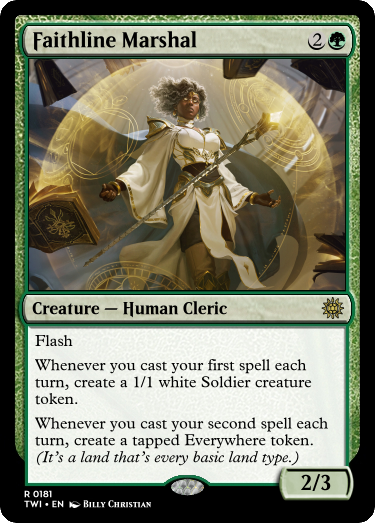 Faithline Marshal 2
Creature — Human Cleric
Flash
Whenever you cast your first spell each
turn, create a 1/1 white Soldier creature
token.
Whenever you cast your second spell each
turn, create a tapped Everywhere token.
(It's a land that's every basic land type.)
2/3
R 0181
TWI • EN Billy Christian